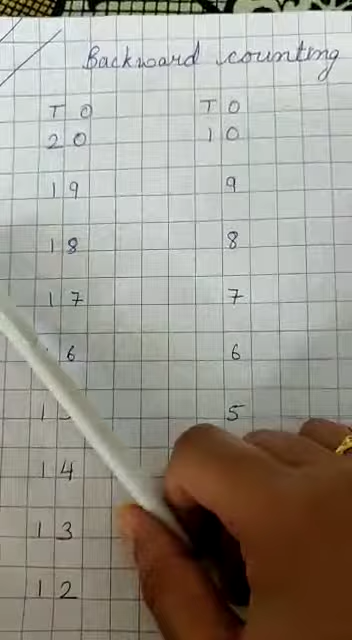 Backward counting
T O T O
2 0 1 0
1 9 9
1 8 8
1 7 7
6 6
1 5
1 4
1 3
1 2